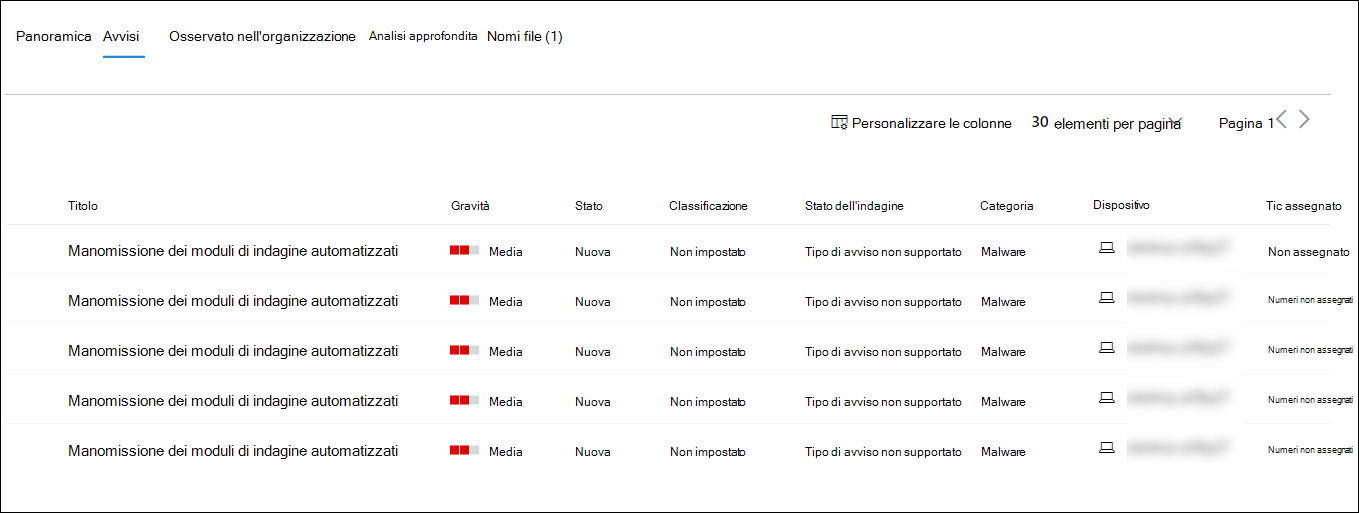 Panoramica Avvisi Osservato nell'organizzazione Analisi approfondita Nomi file (1)
Personalizzare le colonne 30 elementi per pagina Pagina 1
Titolo Gravità Stato Classificazione Stato dell'indagine Categoria Dispositivo Tic assegnato
Manomissione dei moduli di indagine automatizzati Media Nuova Non impostato Tipo di avviso non supportato Malware Non assegnato
Manomissione dei moduli di indagine automatizzati Media Nuova Non impostato Tipo di avviso non supportato Malware Numeri non assegnati
Manomissione dei moduli di indagine automatizzati Media Nuova Non impostato Tipo di avviso non supportato Malware Numeri non assegnati
Manomissione dei moduli di indagine automatizzati Media Nuova Non impostato Tipo di avviso non supportato Malware Numeri non assegnati
Manomissione dei moduli di indagine automatizzati Media Nuova Non impostato Tipo di avviso non supportato Malware Numeri non assegnati